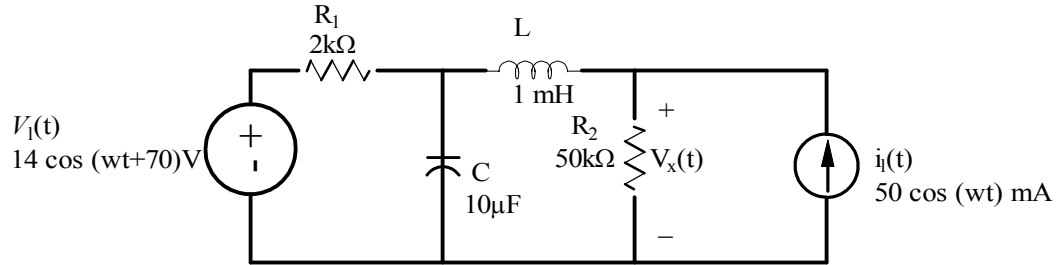 R₁
2kΩ
L
1 mH
V₁(t)
14 cos (wt+70)V
+
-
C
10µF
R₂
50kΩ
+
Vₓ(t)
–
i₁(t)
50 cos (wt) mA